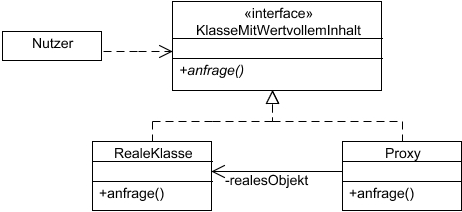 «interface»
KlasseMitWertvollemInhalt
Nutzer
+anfrage()
RealeKlasse
Proxy
-realesObjekt
+anfrage()
+anfrage()